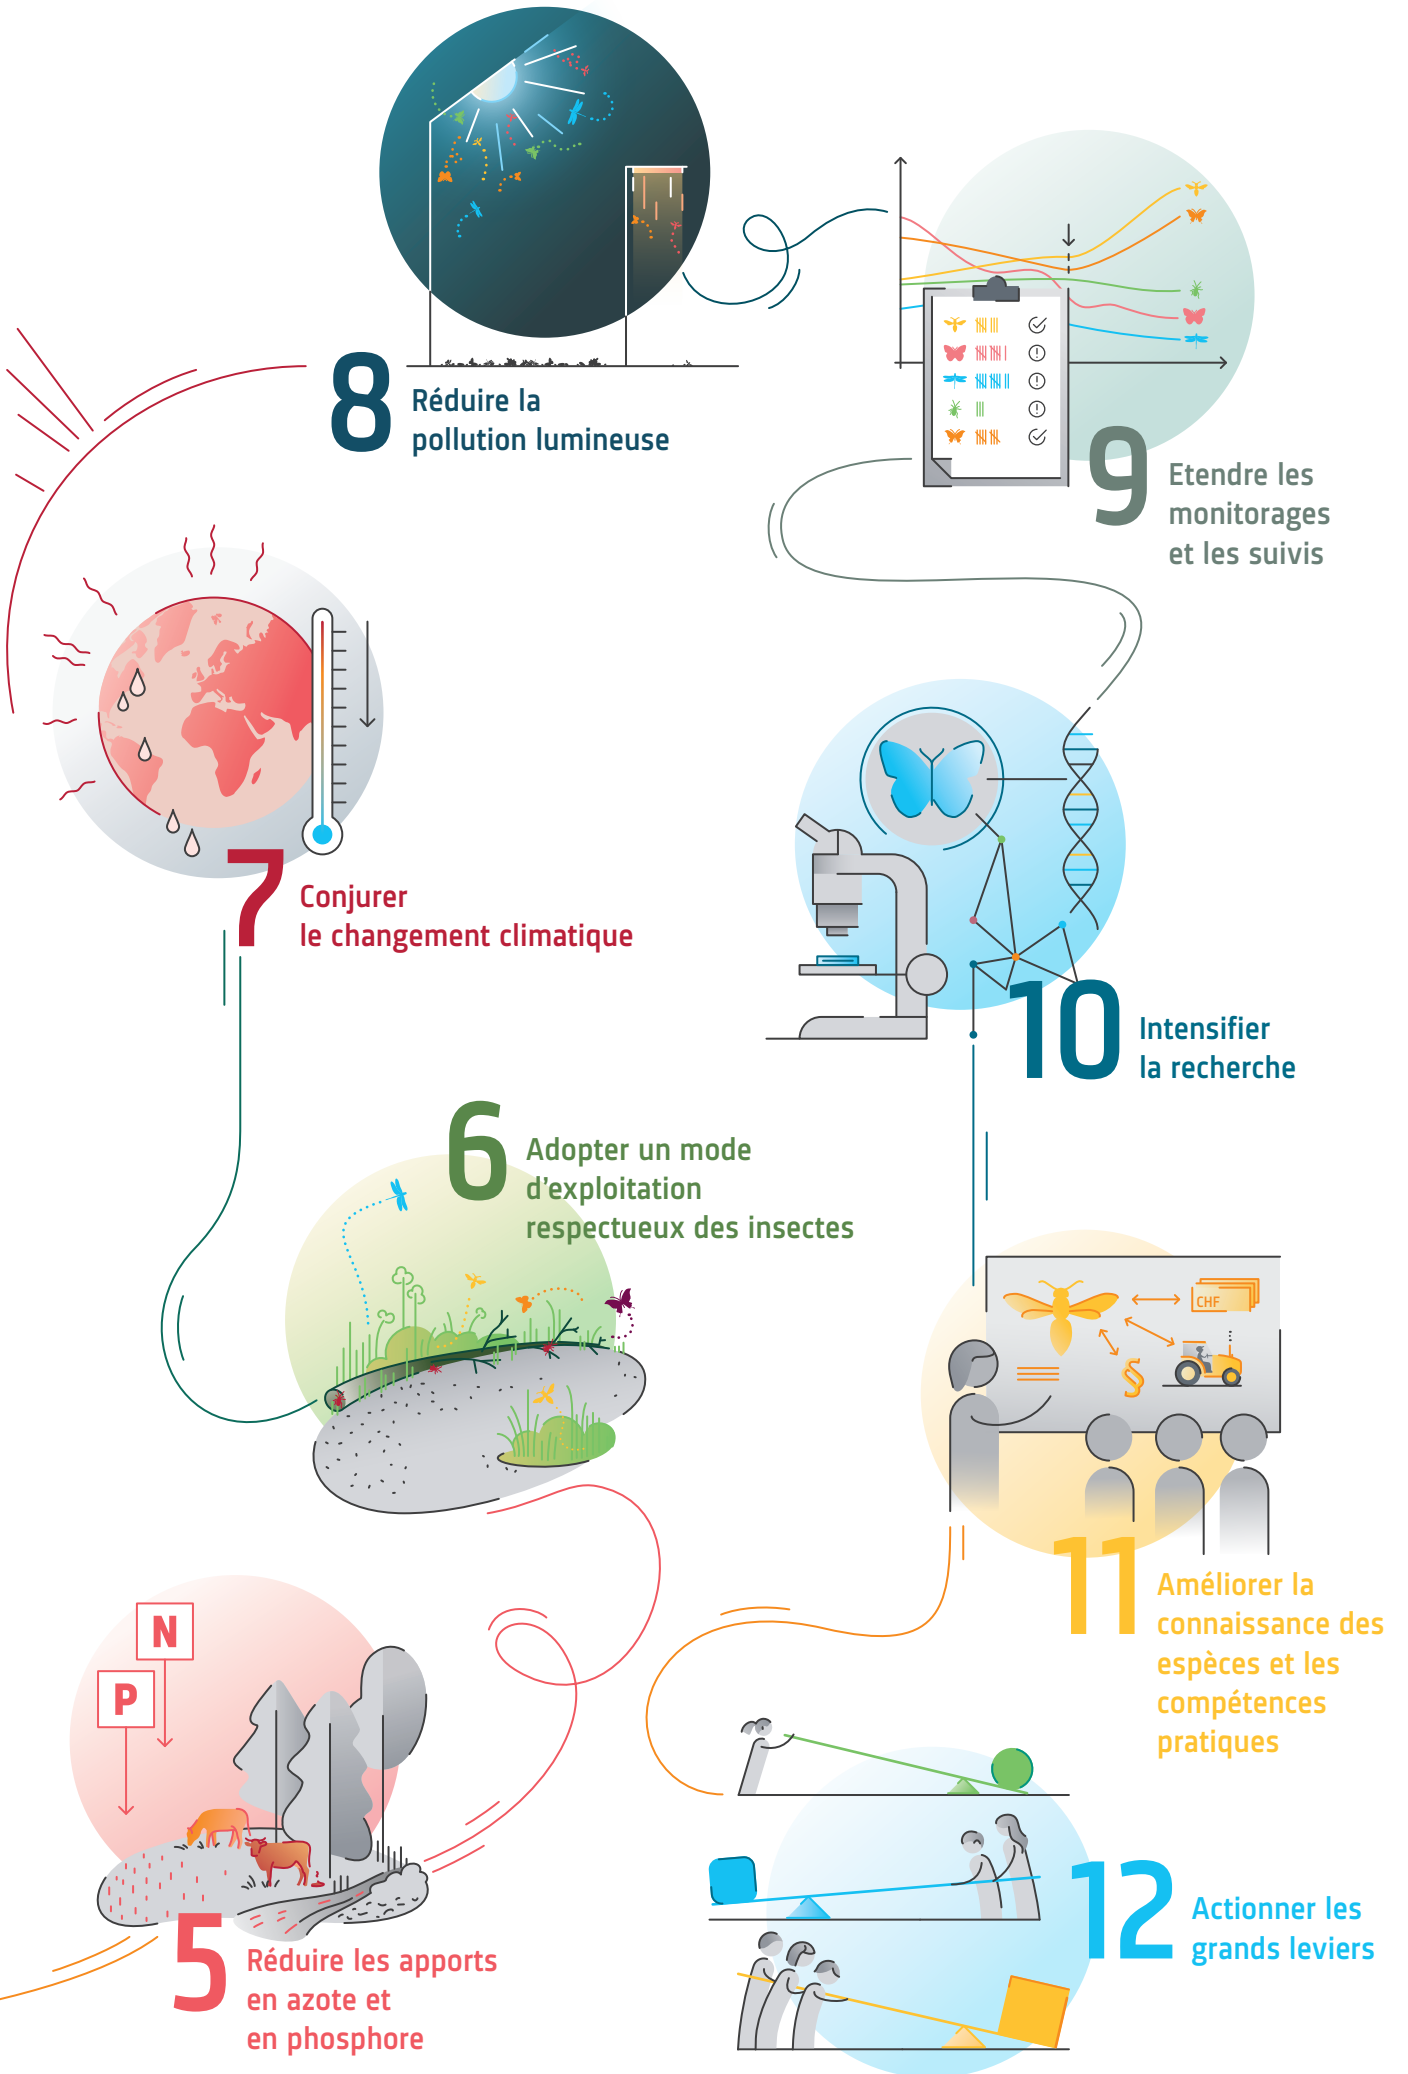 8
Réduire la
pollution lumineuse
9
Etendre les
monitorages
et les suivis
7
Conjurer
le changement climatique
10
Intensifier
la recherche
6
Adopter un mode
d'exploitation
respectueux des insectes
CHF
§
11
Améliorer la
connaissance des
espèces et les
compétences
pratiques
N
P
5
Réduire les apports
en azote et
en phosphore
12
Actionner les
grands leviers